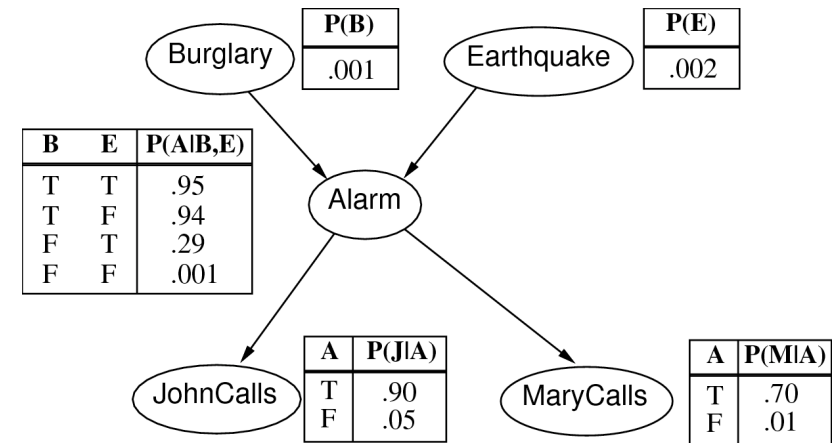 Burglary
P(B)
.001
Earthquake
P(E)
.002
B E P(A|B,E)
T T .95
T F .94
F T .29
F F .001
Alarm
JohnCalls
A P(J|A)
T .90
F .05
MaryCalls
A P(M|A)
T .70
F .01